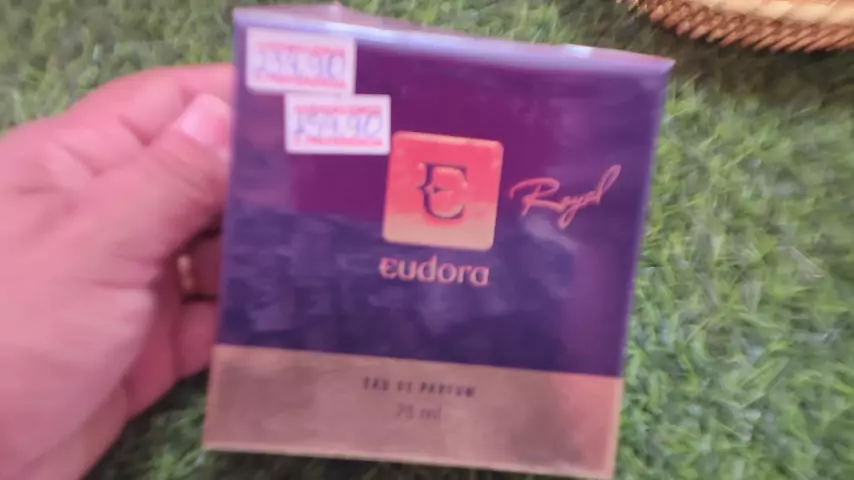 E
Royal
eudora
EAU DE PARFUM
75 ml